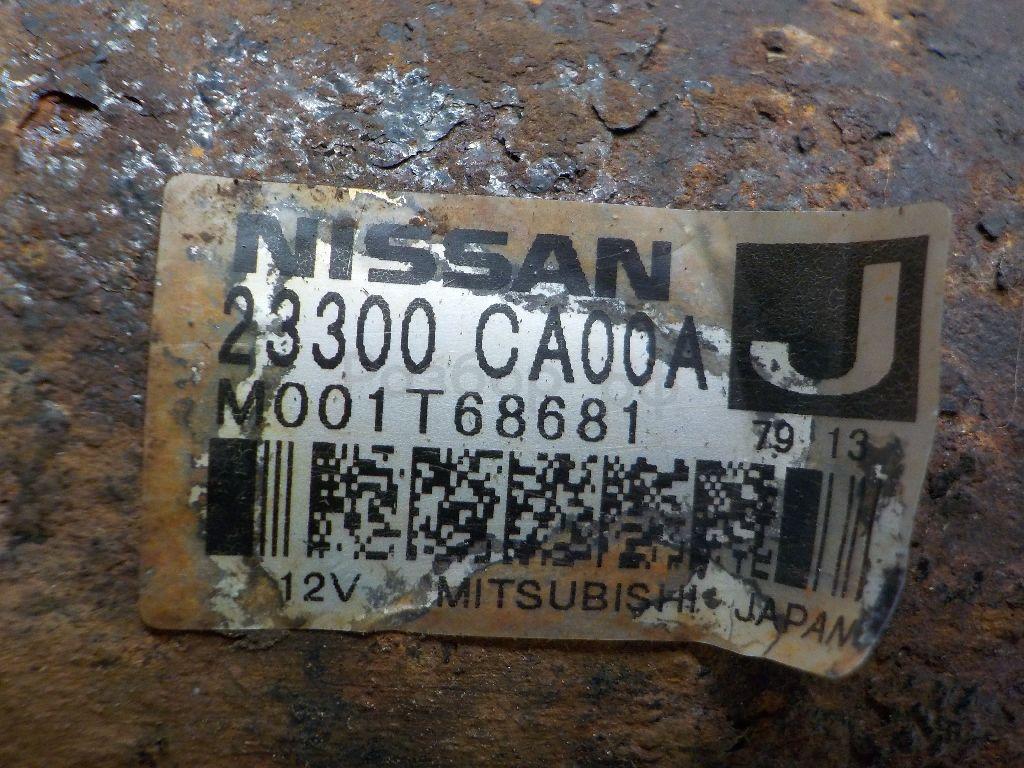 NISSAN
J
23300 CA00A
M001T68681
79 13
12V MITSUBISHI JAPAN